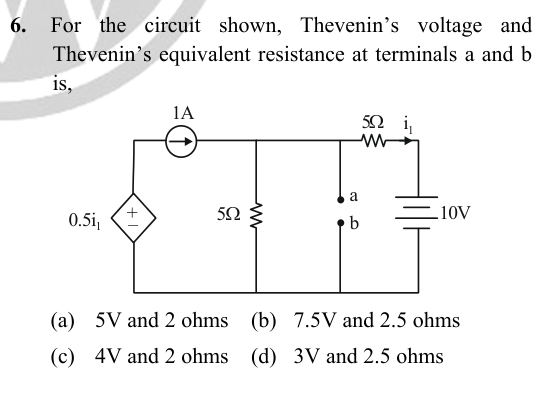 6. For the circuit shown, Thevenin's voltage and
Thevenin's equivalent resistance at terminals a and b
is,
1A
5Ω i₁
a
0.5i₁ + − 5Ω b 10V
(a) 5V and 2 ohms (b) 7.5V and 2.5 ohms
(c) 4V and 2 ohms (d) 3V and 2.5 ohms